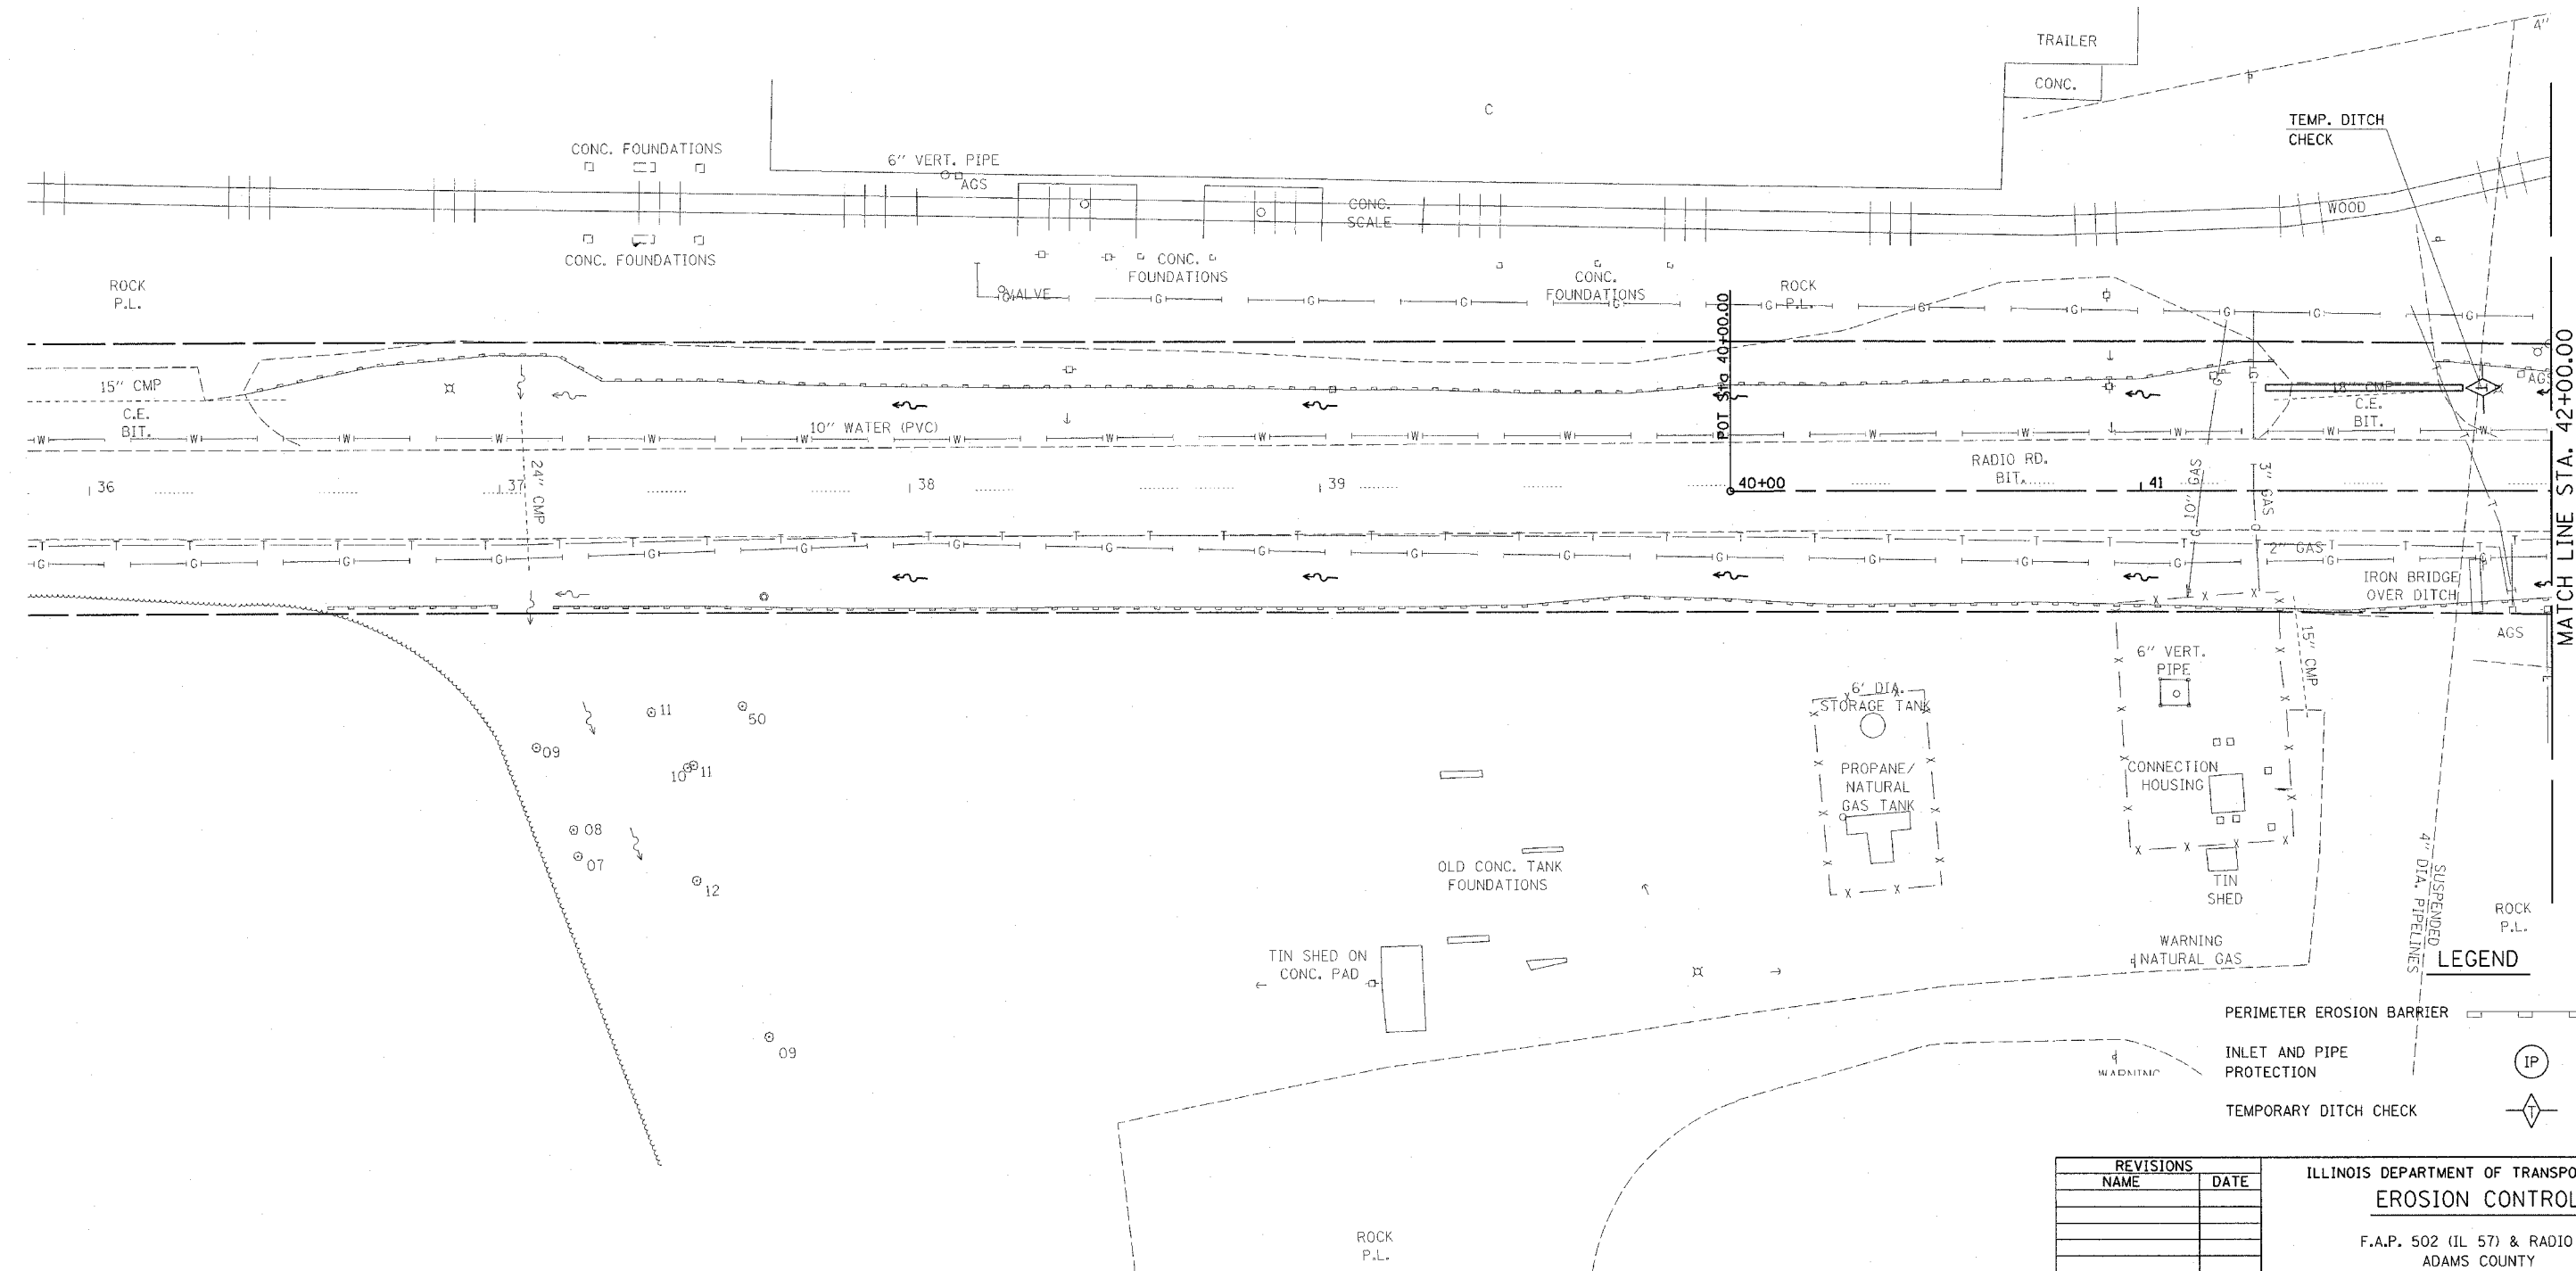 TRAILER
CONC.
4"
TEMP. DITCH
CHECK
C
CONC. FOUNDATIONS
6" VERT. PIPE
AGS
CONC.
SCALE
WOOD
CONC. FOUNDATIONS
ROCK
P.L.
VALVE
CONC.
FOUNDATIONS
CONC.
FOUNDATIONS
ROCK
P.L.
G G G G G G G G G G
POT Sta 40+00.00
15" CMP
C.E.
BIT.
18" CMP
C.E.
BIT.
AGS
MATCH LINE STA. 42+00.00
10" WATER (PVC)
W W W W W W W W W W W W W W W W
RADIO RD.
BIT.
36
37
38
39
40+00
41
24" CMP
10" GAS
3" GAS
2" GAS
T T T T T T T T T T T T T T T T
G G G G G G G G G G G G G G G G
IRON BRIDGE
OVER DITCH
AGS
15" CMP
6" VERT.
PIPE
6' DIA.
STORAGE TANK
PROPANE/
NATURAL
GAS TANK
CONNECTION
HOUSING
TIN
SHED
11
50
09
10
11
08
07
12
09
OLD CONC. TANK
FOUNDATIONS
TIN SHED ON
CONC. PAD
WARNING
NATURAL GAS
SUSPENDED
4" DIA. PIPELINES
ROCK
P.L.
LEGEND
PERIMETER EROSION BARRIER
INLET AND PIPE
PROTECTION
IP
WARNING
TEMPORARY DITCH CHECK
T
ROCK
P.L.
REVISIONS
NAME DATE
ILLINOIS DEPARTMENT OF TRANSPO
EROSION CONTROL
F.A.P. 502 (IL 57) & RADIO
ADAMS COUNTY